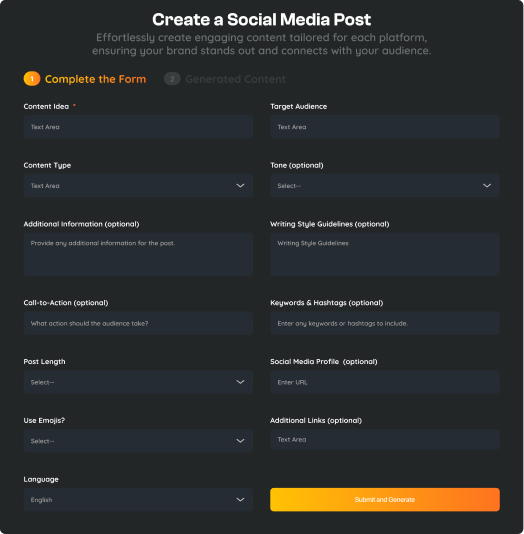 Create a Social Media Post
Effortlessly create engaging content tailored for each platform,
ensuring your brand stands out and connects with your audience.
1 Complete the Form 2 Generated Content
Content Idea *
Text Area
Target Audience
Text Area
Content Type
Text Area
Tone (optional)
Select--
Additional Information (optional)
Provide any additional information for the post.
Writing Style Guidelines (optional)
Writing Style Guidelines
Call-to-Action (optional)
What action should the audience take?
Keywords & Hashtags (optional)
Enter any keywords or hashtags to include.
Post Length
Select--
Social Media Profile (optional)
Enter URL
Use Emojis?
Select--
Additional Links (optional)
Text Area
Language
English
Submit and Generate